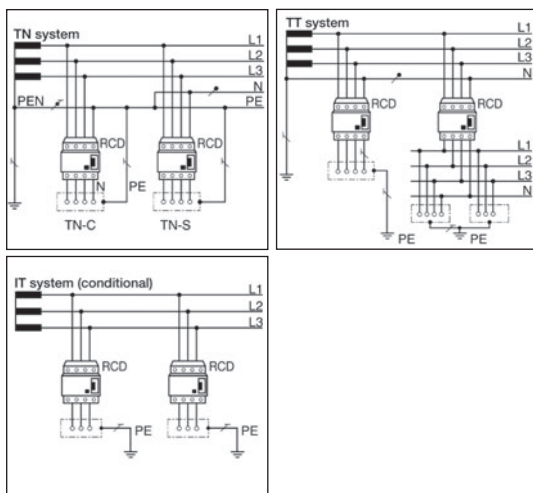 TN system
L1
L2
L3
N
PEN
PE
RCD
RCD
N
PE
TN-C
TN-S
TT system
L1
L2
L3
N
RCD
RCD
L1
L2
L3
N
PE
PE
IT system (conditional)
L1
L2
L3
RCD
RCD
PE
PE